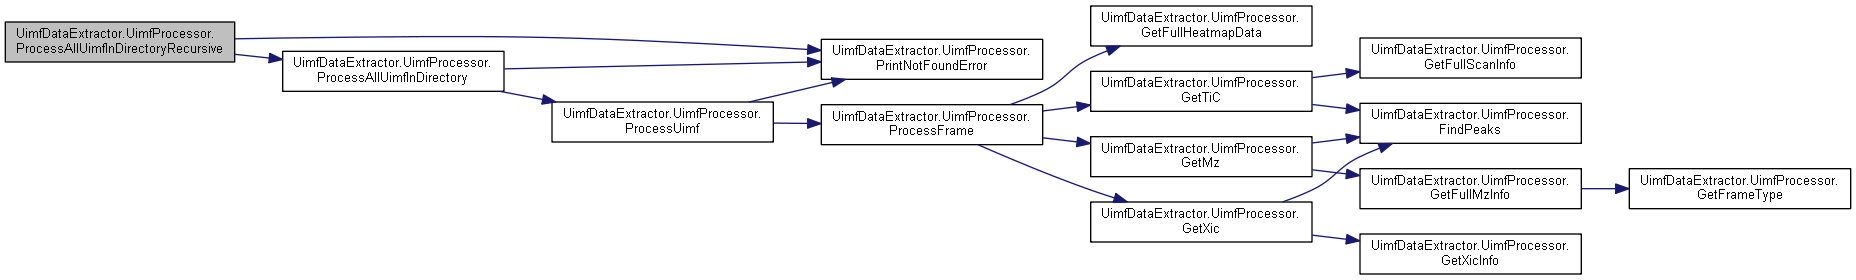 UimfDataExtractor.UimfProcessor.
ProcessAllUimfInDirectoryRecursive
UimfDataExtractor.UimfProcessor.
ProcessAllUimfInDirectory
UimfDataExtractor.UimfProcessor.
PrintNotFoundError
UimfDataExtractor.UimfProcessor.
ProcessUimf
UimfDataExtractor.UimfProcessor.
ProcessFrame
UimfDataExtractor.UimfProcessor.
GetFullHeatmapData
UimfDataExtractor.UimfProcessor.
GetTiC
UimfDataExtractor.UimfProcessor.
GetMz
UimfDataExtractor.UimfProcessor.
GetXic
UimfDataExtractor.UimfProcessor.
GetFullScanInfo
UimfDataExtractor.UimfProcessor.
FindPeaks
UimfDataExtractor.UimfProcessor.
GetFullMzInfo
UimfDataExtractor.UimfProcessor.
GetXicInfo
UimfDataExtractor.UimfProcessor.
GetFrameType